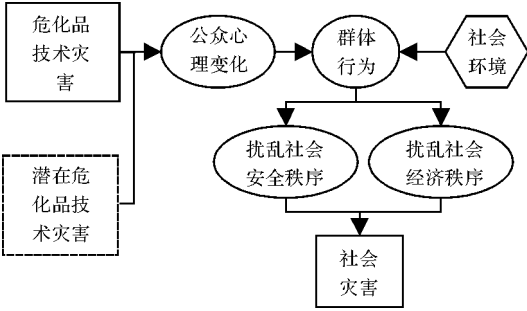 危化品
技术灾
害
公众心
理变化
群体
行为
社会
环境
潜在危
化品技
术灾害
扰乱社会
安全秩序
扰乱社会
经济秩序
社会
灾害